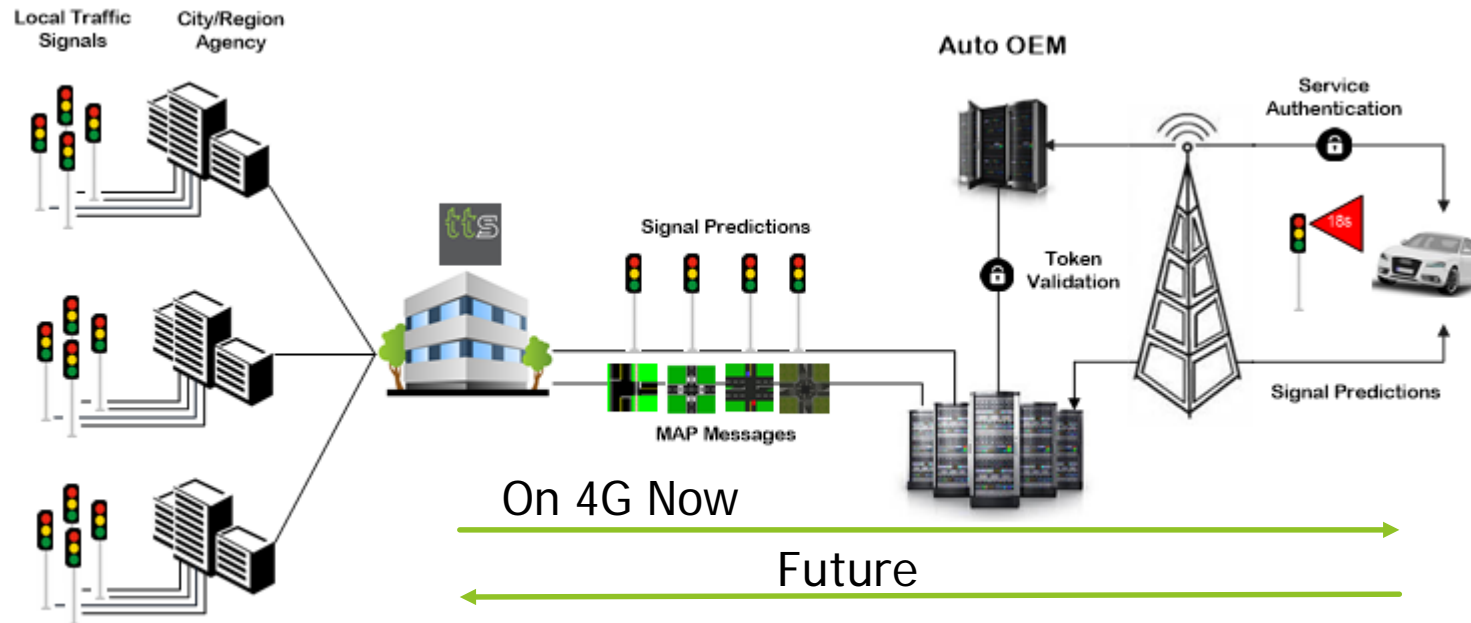 Local Traffic
Signals
City/Region
Agency
tts
Signal Predictions
MAP Messages
Auto OEM
Token
Validation
Service
Authentication
18s
Signal Predictions
On 4G Now
Future